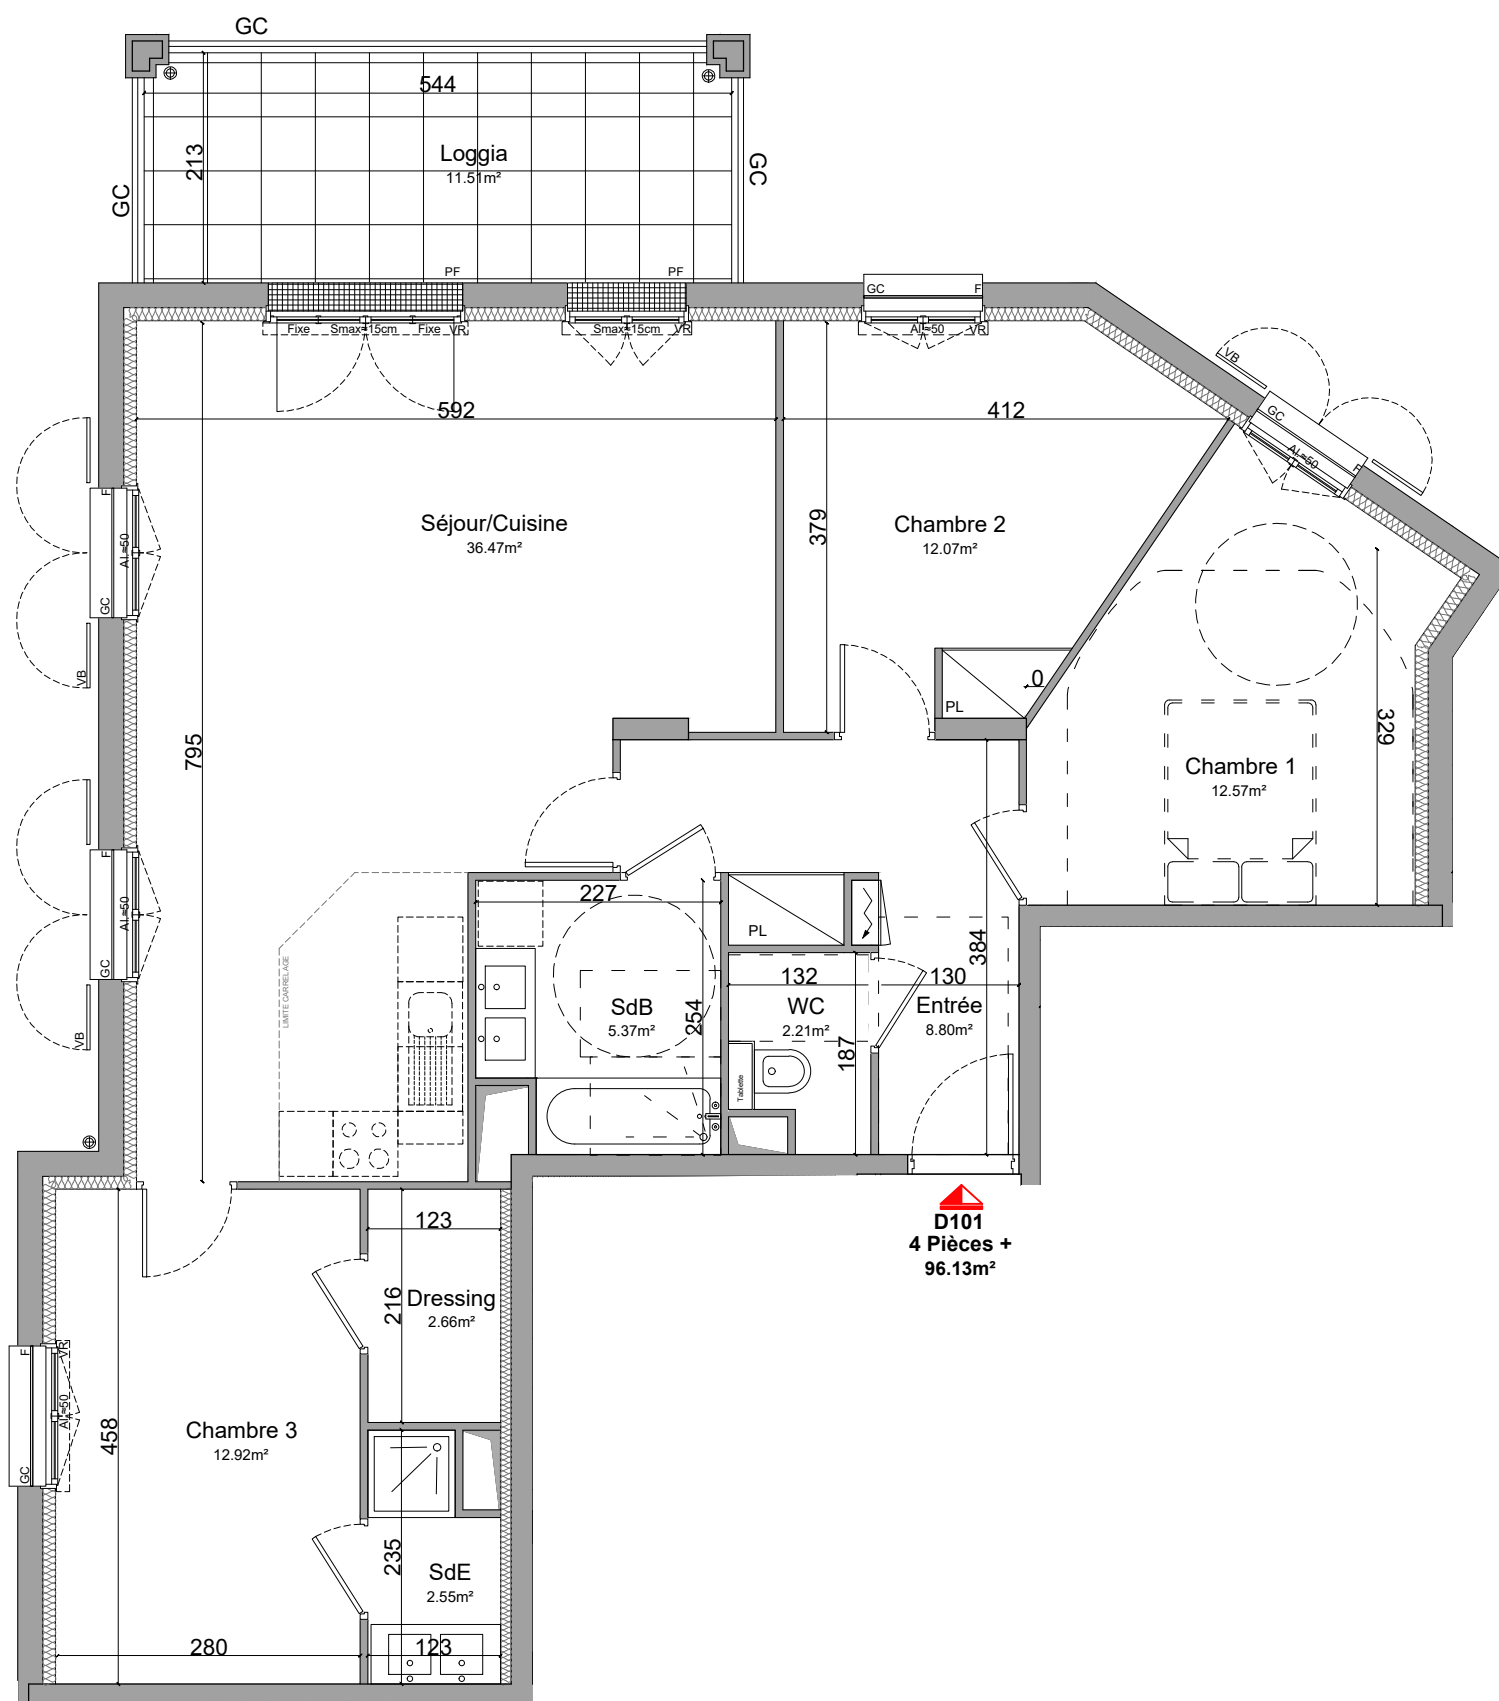 GC
544
213
Loggia
11.51m²
GC
GC
PF
PF
GC
F
Fixe
Smax=15cm
Fixe
VR
Smax=15cm
VR
Al.=50
VR
VB
GC
Al.=50
F
592
412
Séjour/Cuisine
36.47m²
379
Chambre 2
12.07m²
F
Al.=50
GC
VB
0
PL
795
Chambre 1
12.57m²
329
F
Al.=50
GC
VB
LIMITE CARRELAGE
227
PL
384
132
130
SdB
5.37m²
254
WC
2.21m²
187
Entrée
8.80m²
Tablette
D101
4 Pièces +
96.13m²
123
216
Dressing
2.66m²
F
VR
Al.=50
GC
458
Chambre 3
12.92m²
235
SdE
2.55m²
280
123